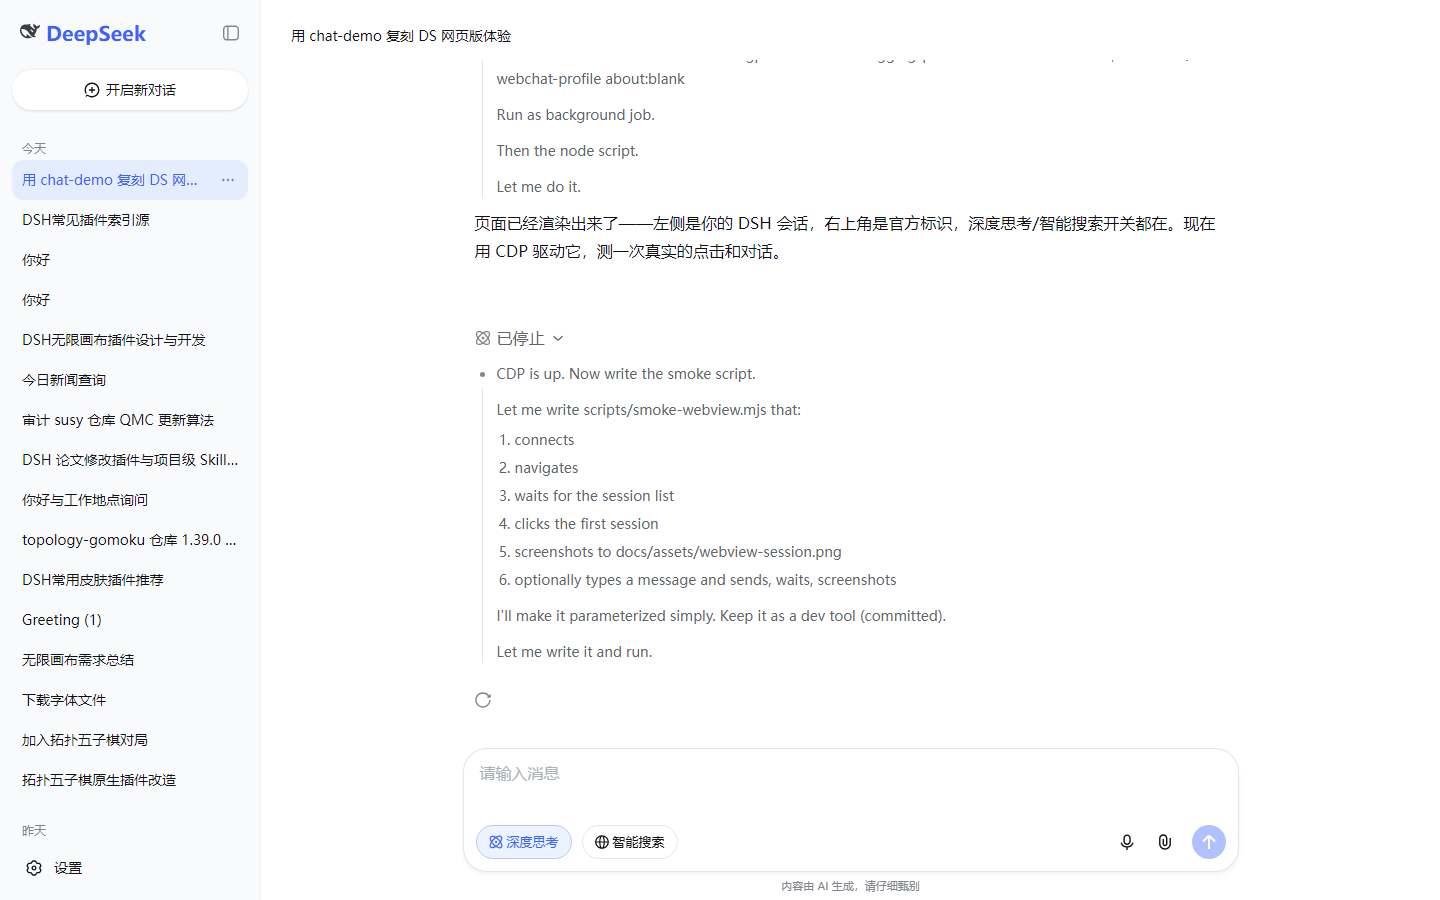 DeepSeek
开启新对话
今天
用 chat-demo 复刻 DS 网...
DSH常见插件索引源
你好
你好
DSH无限画布插件设计与开发
今日新闻查询
审计 susy 仓库 QMC 更新算法
DSH 论文修改插件与项目级 Skill...
你好与工作地点询问
topology-gomoku 仓库 1.39.0 ...
DSH常用皮肤插件推荐
Greeting (1)
无限画布需求总结
下载字体文件
加入拓扑五子棋对局
拓扑五子棋原生插件改造
昨天
设置
用 chat-demo 复刻 DS 网页版体验
webchat-profile about:blank
Run as background job.
Then the node script.
Let me do it.
页面已经渲染出来了——左侧是你的 DSH 会话，右上角是官方标识，深度思考/智能搜索开关都在。现在
用 CDP 驱动它，测一次真实的点击和对话。
已停止
• CDP is up. Now write the smoke script.
Let me write scripts/smoke-webview.mjs that:
1. connects
2. navigates
3. waits for the session list
4. clicks the first session
5. screenshots to docs/assets/webview-session.png
6. optionally types a message and sends, waits, screenshots
I'll make it parameterized simply. Keep it as a dev tool (committed).
Let me write it and run.
请输入消息
深度思考
智能搜索
内容由 AI 生成，请仔细甄别